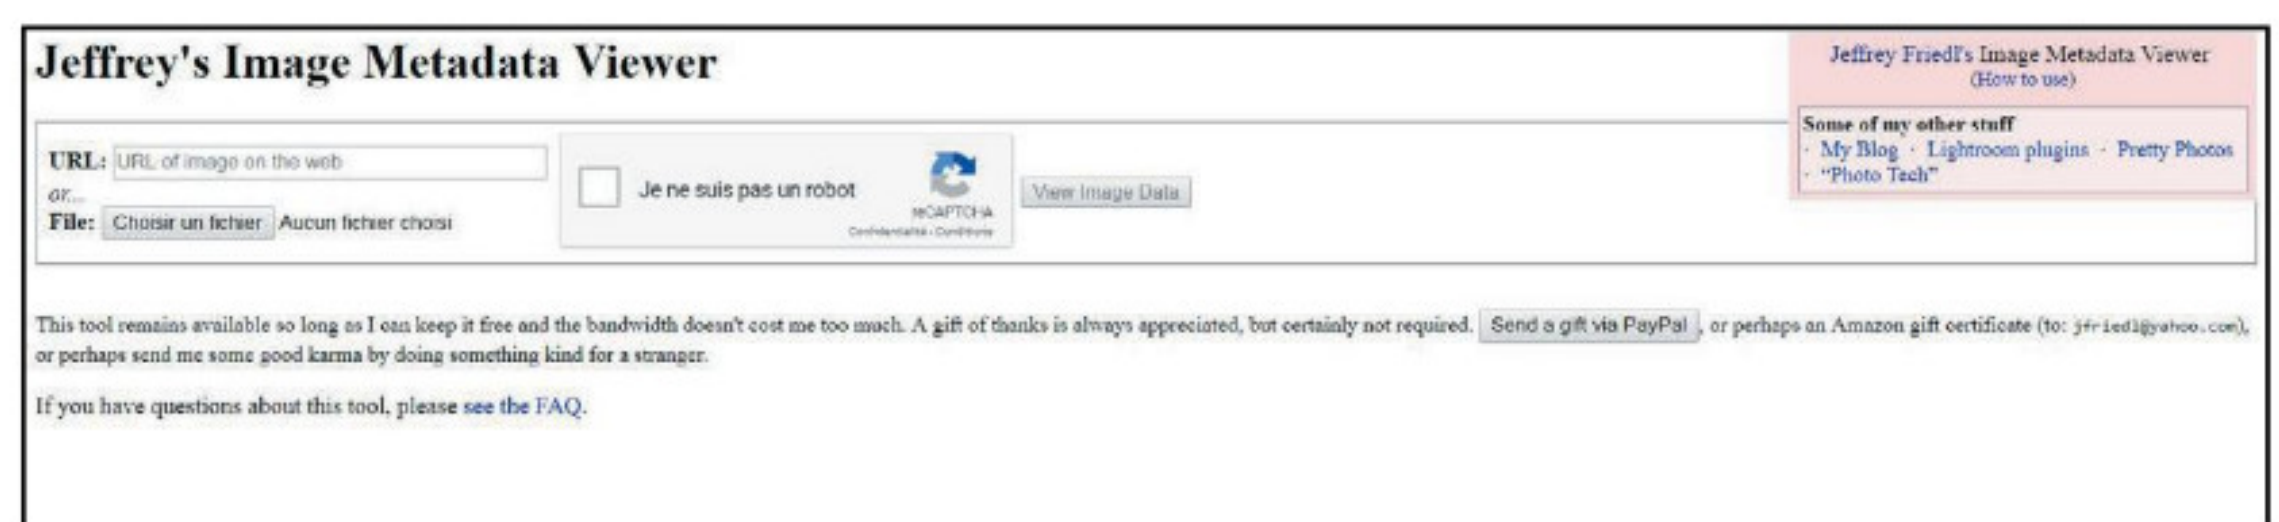 Jeffrey's Image Metadata Viewer
Jeffrey Friedl's Image Metadata Viewer
(How to use)
Some of my other stuff
· My Blog · Lightroom plugins · Pretty Photos
· “Photo Tech”
URL: URL of image on the web
or...
File: Choisir un fichier Aucun fichier choisi
Je ne suis pas un robot
reCAPTCHA
Confidentialité - Conditions
View Image Data
This tool remains available so long as I can keep it free and the bandwidth doesn't cost me too much. A gift of thanks is always appreciated, but certainly not required. Send a gift via PayPal , or perhaps an Amazon gift certificate (to: jfriedl@yahoo.com),
or perhaps send me some good karma by doing something kind for a stranger.
If you have questions about this tool, please see the FAQ.